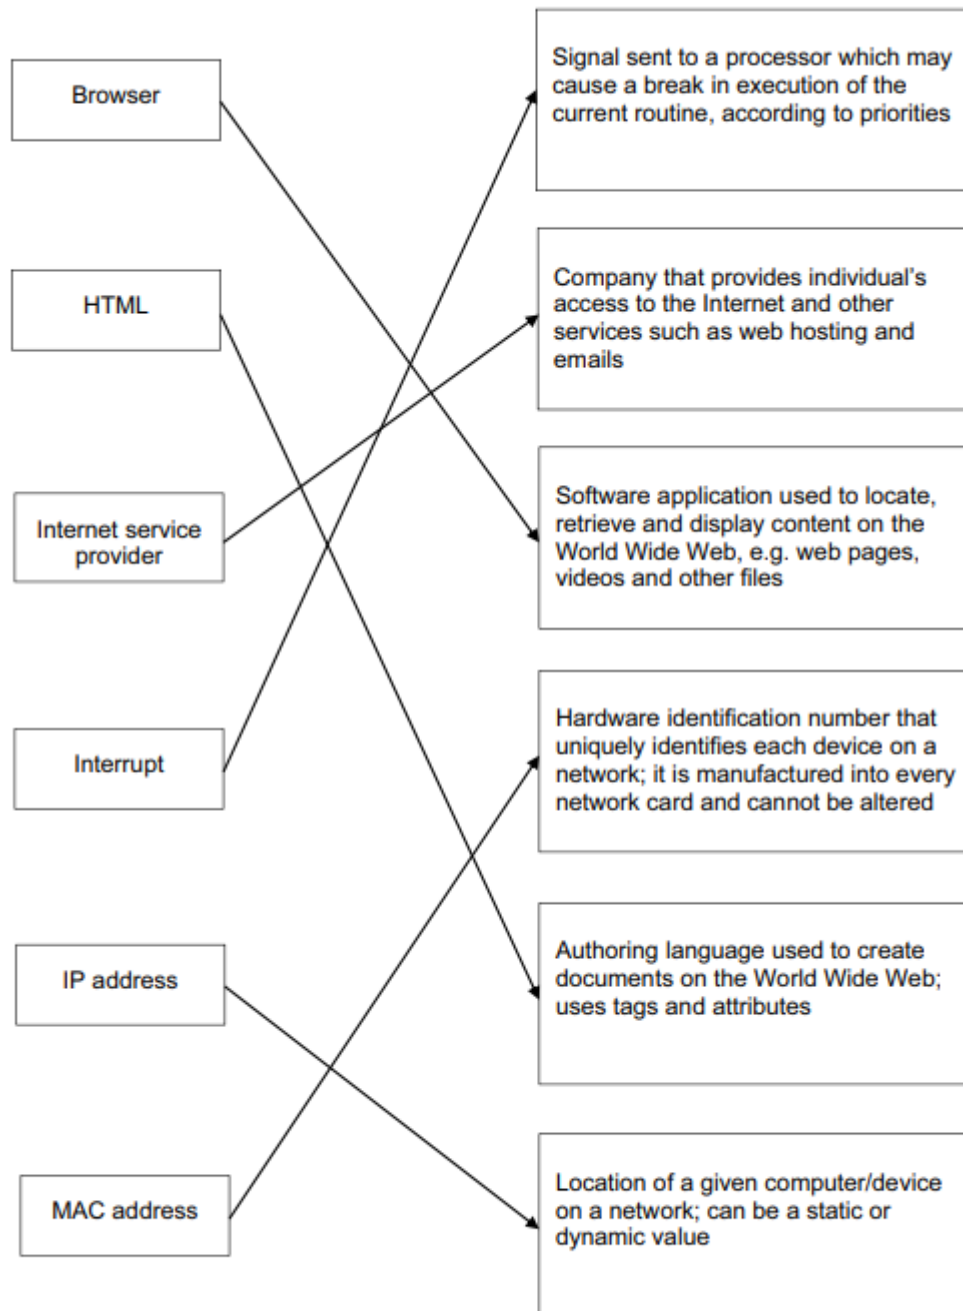 Browser
HTML
Internet service
provider
Interrupt
IP address
MAC address
Signal sent to a processor which may
cause a break in execution of the
current routine, according to priorities
Company that provides individual's
access to the Internet and other
services such as web hosting and
emails
Software application used to locate,
retrieve and display content on the
World Wide Web, e.g. web pages,
videos and other files
Hardware identification number that
uniquely identifies each device on a
network; it is manufactured into every
network card and cannot be altered
Authoring language used to create
documents on the World Wide Web;
uses tags and attributes
Location of a given computer/device
on a network; can be a static or
dynamic value